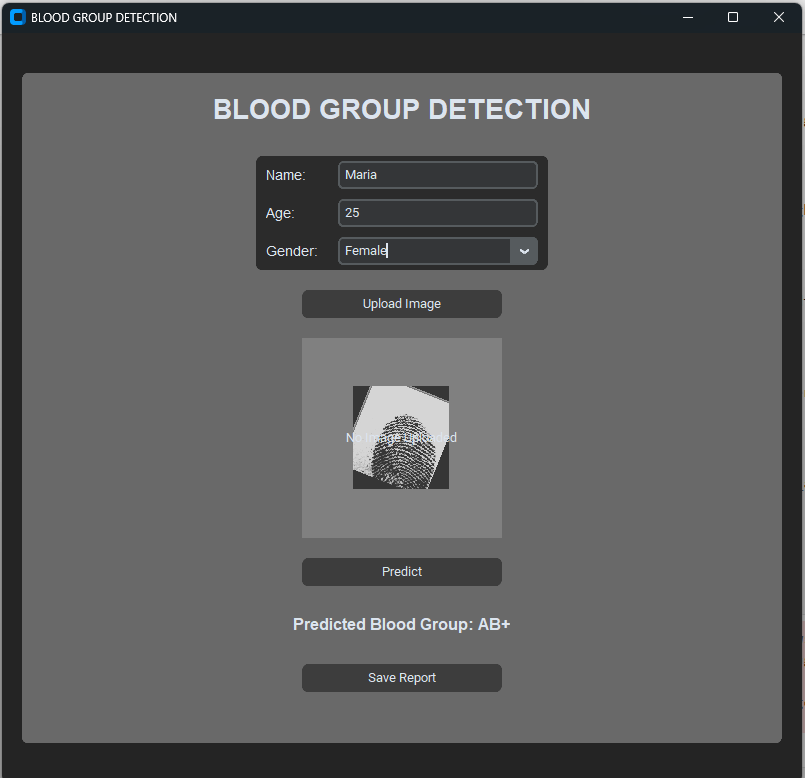 BLOOD GROUP DETECTION
BLOOD GROUP DETECTION
Name: Maria
Age: 25
Gender: Female
Upload Image
No Image Uploaded
Predict
Predicted Blood Group: AB+
Save Report